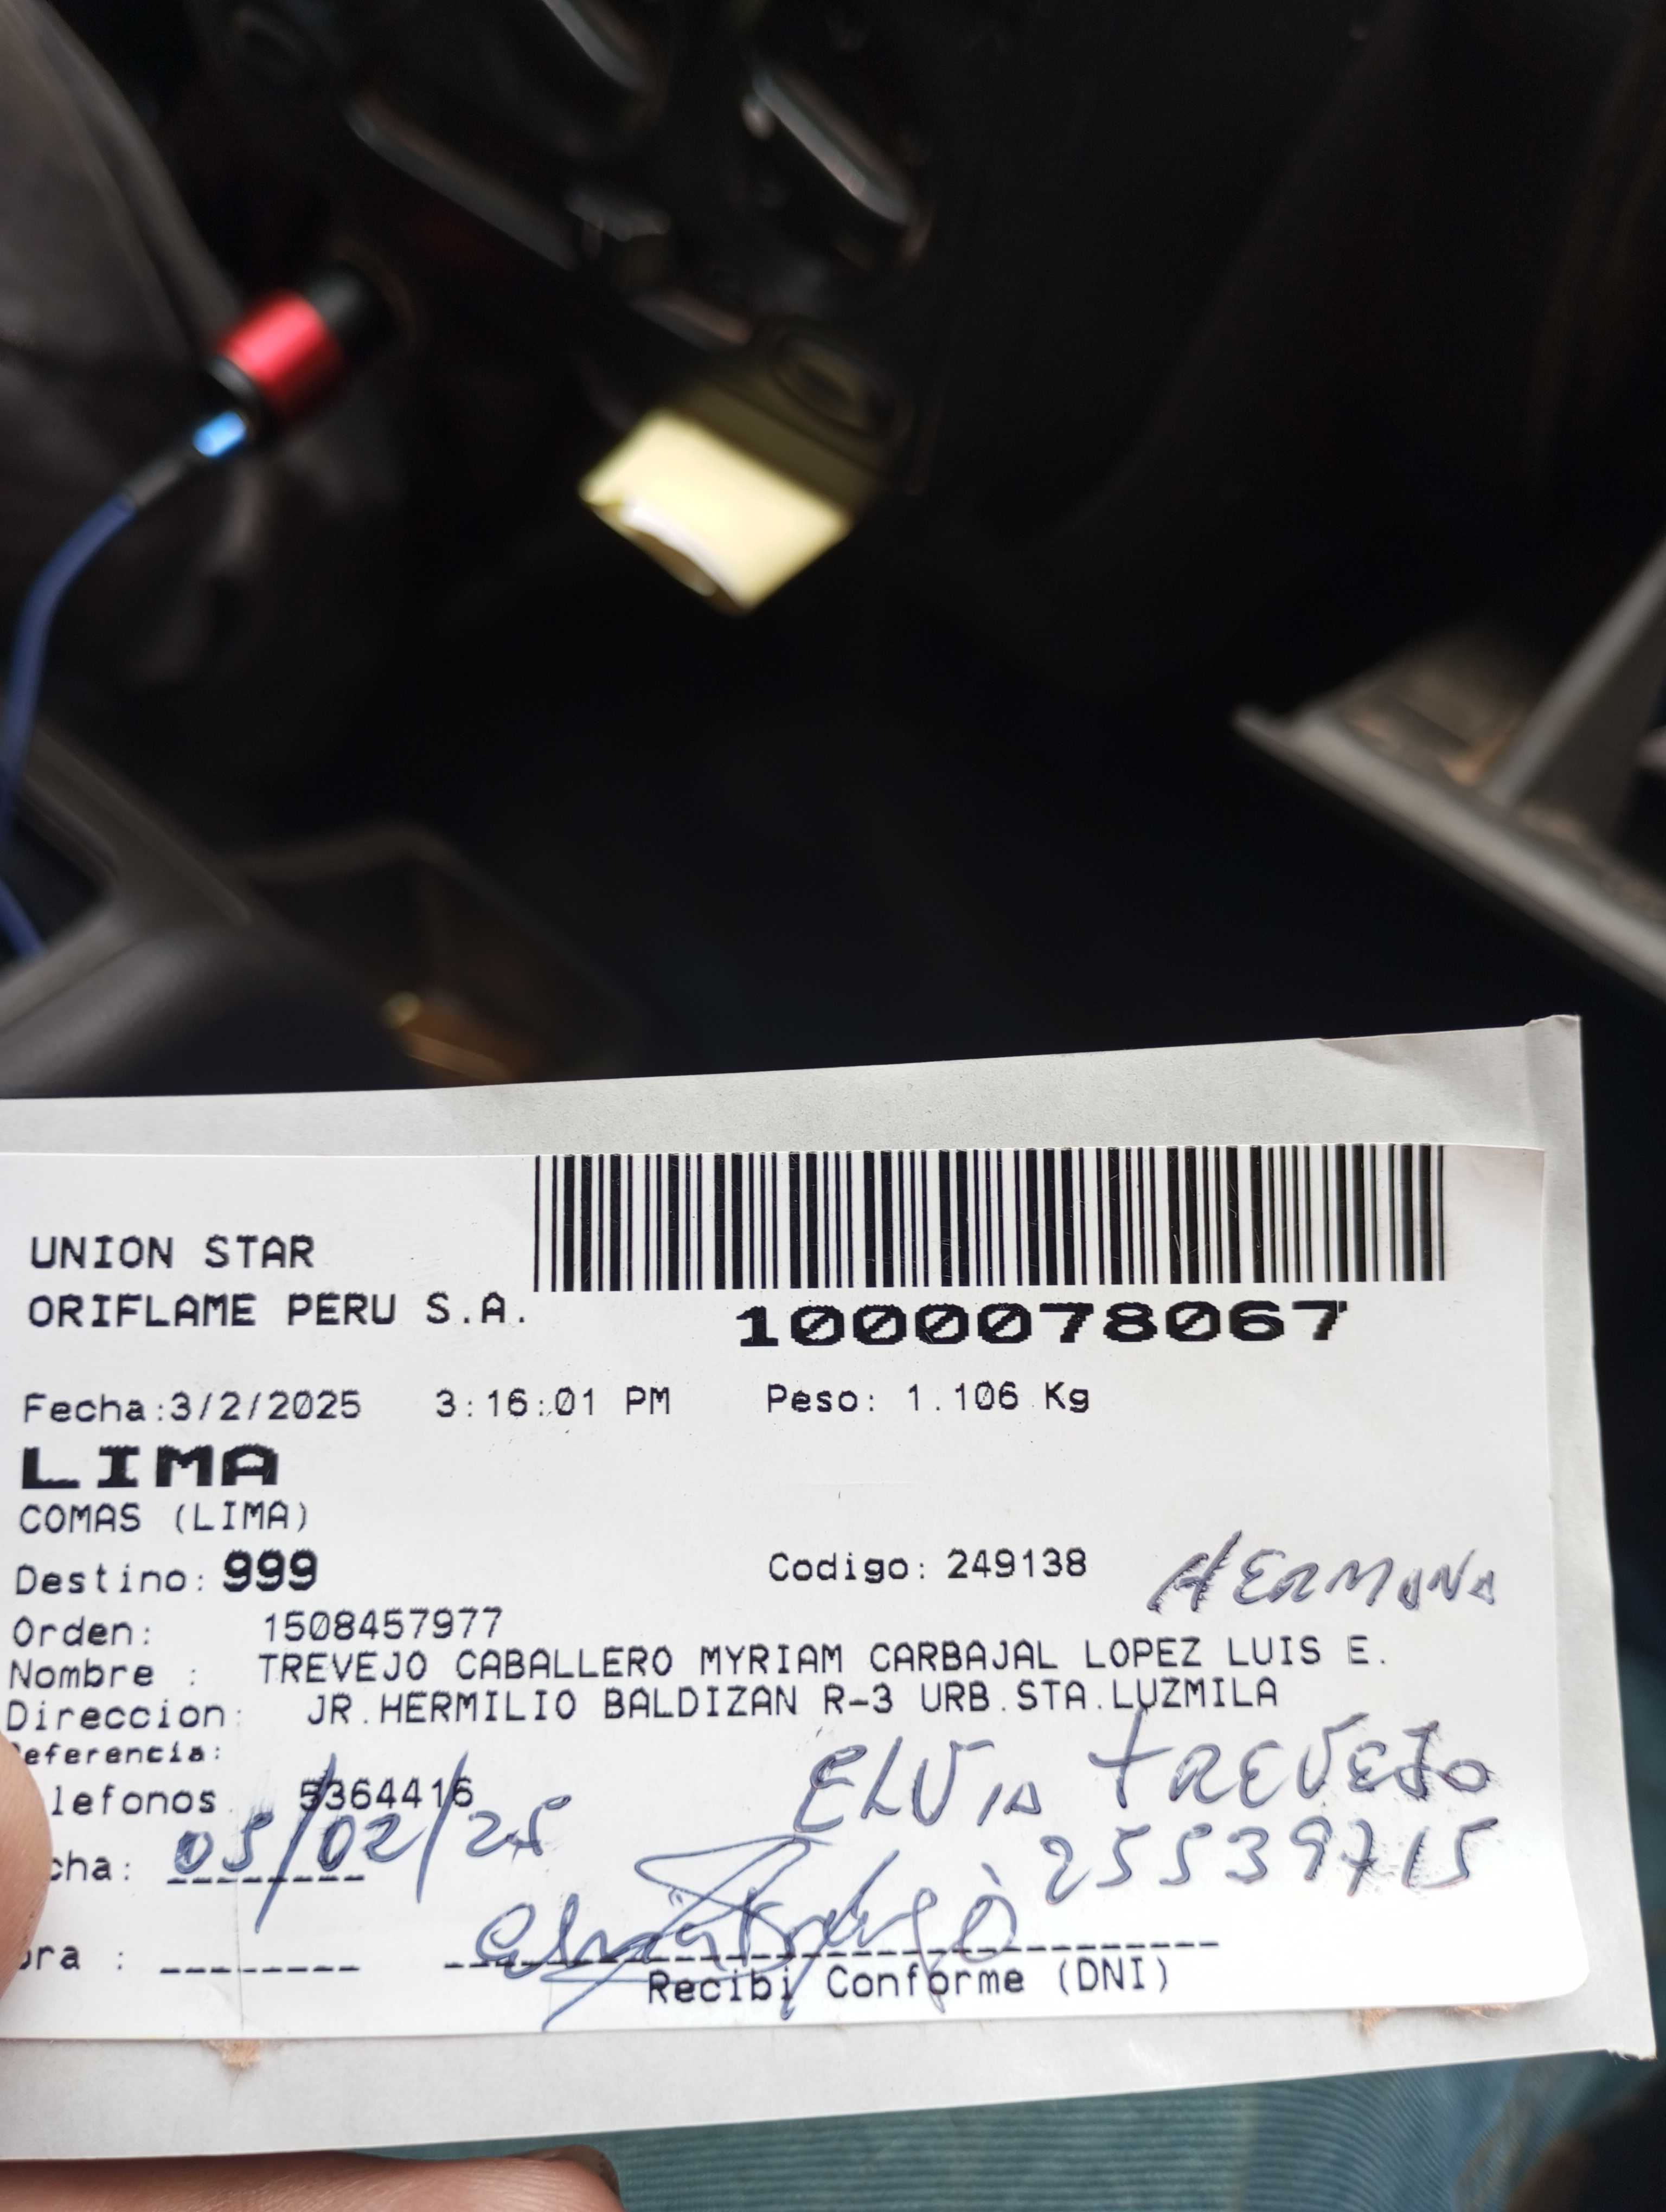 UNION STAR
ORIFLAME PERU S.A.
1000078067
Fecha:3/2/2025 3:16:01 PM Peso: 1.106 Kg
LIMA
COMAS (LIMA)
Destino: 999 Codigo: 249138 HERMANA
Orden: 1508457977
Nombre : TREVEJO CABALLERO MYRIAM CARBAJAL LOPEZ LUIS E.
Direccion: JR.HERMILIO BALDIZAN R-3 URB.STA.LUZMILA
eferencia:
lefonos 5364416 ELVIA TREVEJO
cha: 05/02/25 25539715
ora : 
Recibi Conforme (DNI)